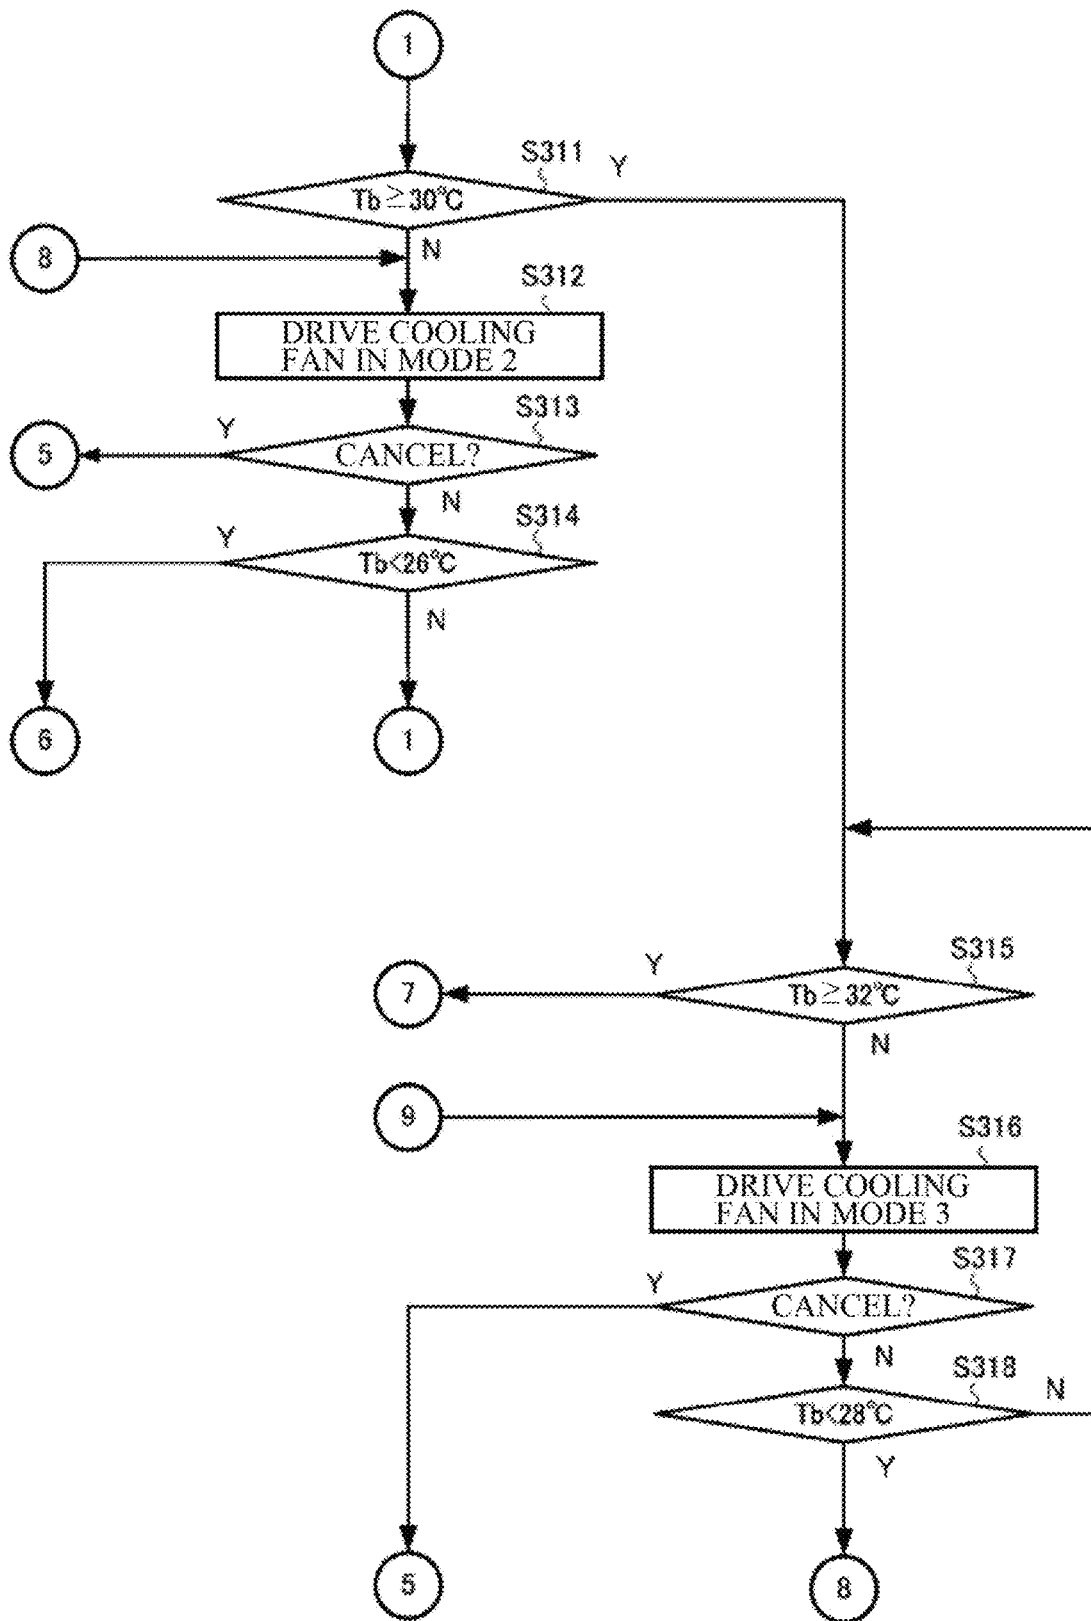 1
S311
Y
Tb≧30°C
N
8
S312
DRIVE COOLING
FAN IN MODE 2
S313
Y
5
CANCEL?
N
S314
Y
Tb<26°C
N
6
1
S315
Y
7
Tb≧32°C
N
9
S316
DRIVE COOLING
FAN IN MODE 3
S317
Y
CANCEL?
N
S318
N
Tb<28°C
Y
5
8